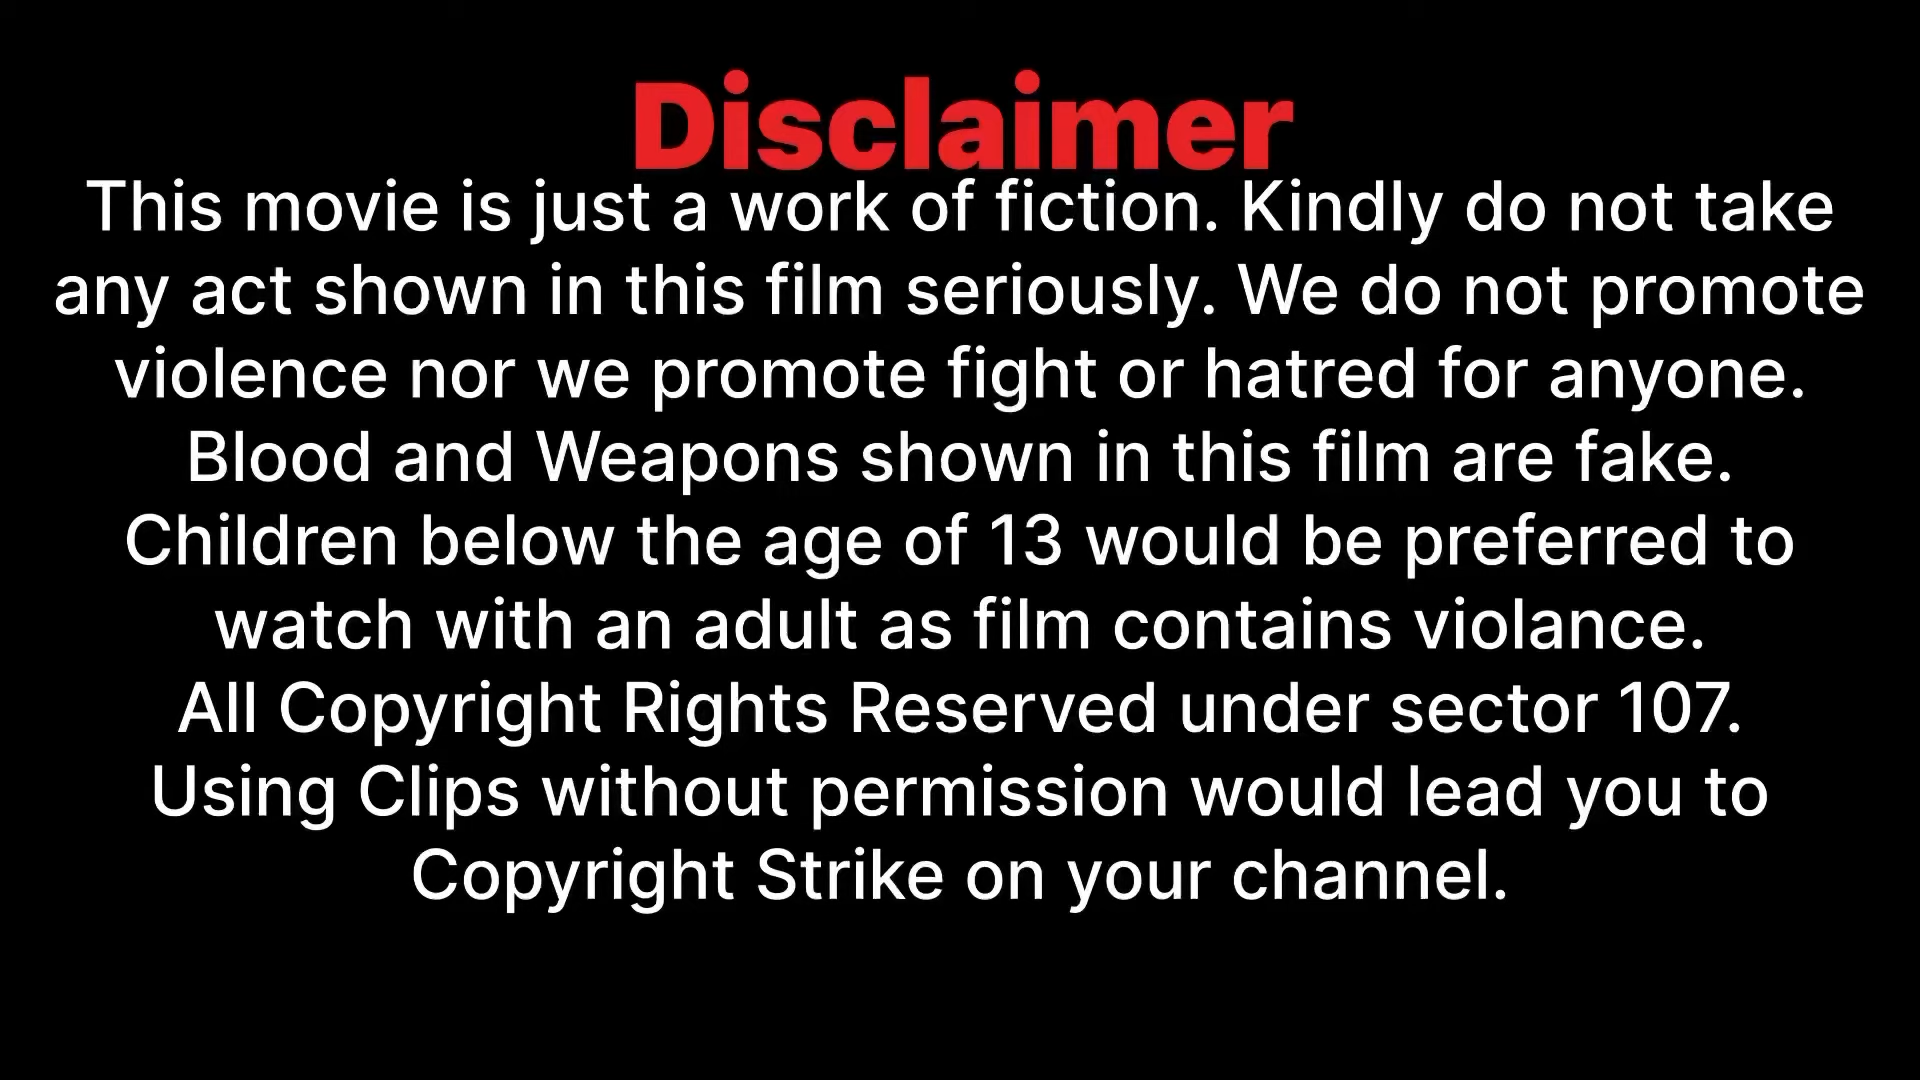 Disclaimer
This movie is just a work of fiction. Kindly do not take
any act shown in this film seriously. We do not promote
violence nor we promote fight or hatred for anyone.
Blood and Weapons shown in this film are fake.
Children below the age of 13 would be preferred to
watch with an adult as film contains violance.
All Copyright Rights Reserved under sector 107.
Using Clips without permission would lead you to
Copyright Strike on your channel.